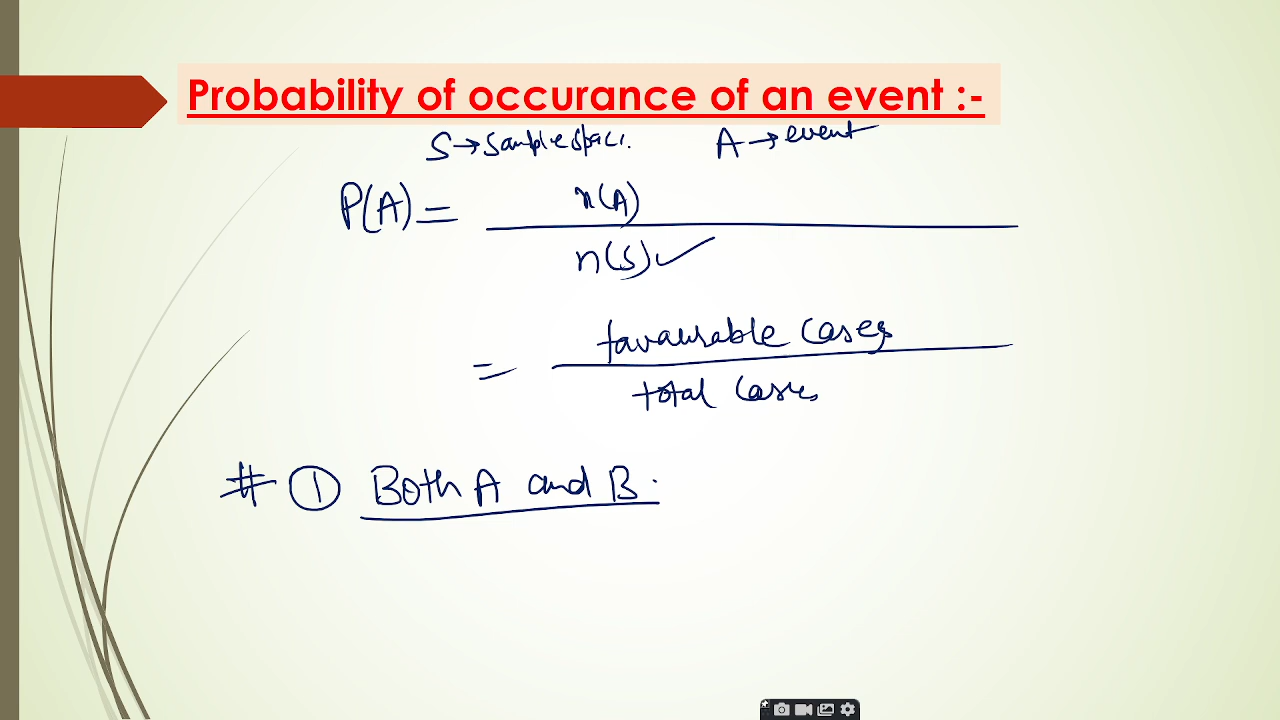 Probability of occurance of an event :-
S → Sample space. A → event
P(A) = n(A)
n(S) ✓
= favourable cases
total cases
# ① Both A and B.